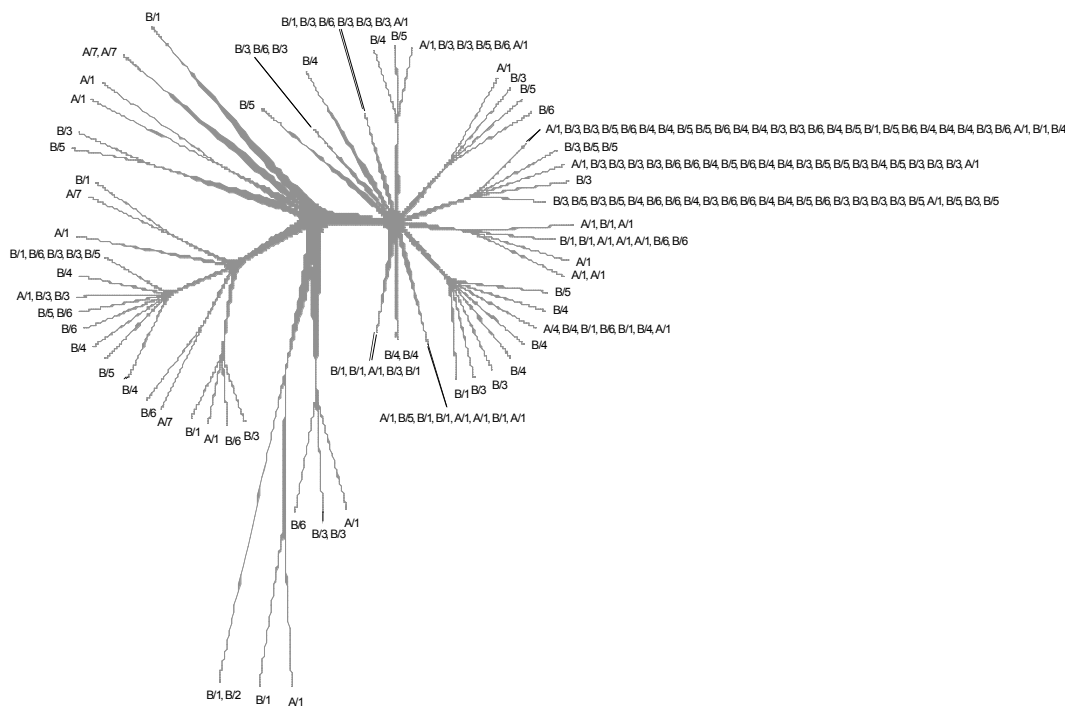 B/1
B/1, B/3, B/6, B/3, B/3, B/3, A/1
B/5
A/1, B/3, B/3, B/5, B/6, A/1
A/7, A/7
B/3, B/6, B/3
B/4
B/4
A/1
B/3
B/5
A/1
A/1
B/5
B/6
B/3
A/1, B/3, B/3, B/5, B/6, B/4, B/4, B/5, B/5, B/6, B/4, B/4, B/3, B/3, B/6, B/4, B/5, B/1, B/5, B/6, B/4, B/4, B/4, B/3, B/6, A/1, B/1, B/4
B/5
B/3, B/5, B/5
A/1, B/3, B/3, B/3, B/3, B/6, B/6, B/4, B/5, B/6, B/4, B/4, B/3, B/5, B/5, B/3, B/4, B/5, B/3, B/3, B/3, A/1
B/1
B/3
A/7
B/3, B/5, B/3, B/5, B/4, B/6, B/6, B/4, B/3, B/6, B/6, B/4, B/4, B/5, B/6, B/3, B/3, B/3, B/3, B/5, A/1, B/5, B/3, B/5
A/1
A/1, B/1, A/1
B/1, B/1, A/1, A/1, A/1, B/6, B/6
B/1, B/6, B/3, B/3, B/5
A/1
B/4
A/1, A/1
A/1, B/3, B/3
B/5
B/5, B/6
B/4
B/6
A/4, B/4, B/1, B/6, B/1, B/4, A/1
B/4
B/4
B/4, B/4
B/5
B/1, B/1, A/1, B/3, B/1
B/4
B/4
B/3
B/3
B/1
B/6
A/7
A/1, B/5, B/1, B/1, A/1, A/1, B/1, A/1
B/1
A/1
B/6
B/3
B/6
B/3, B/3
A/1
B/1, B/2
B/1
A/1